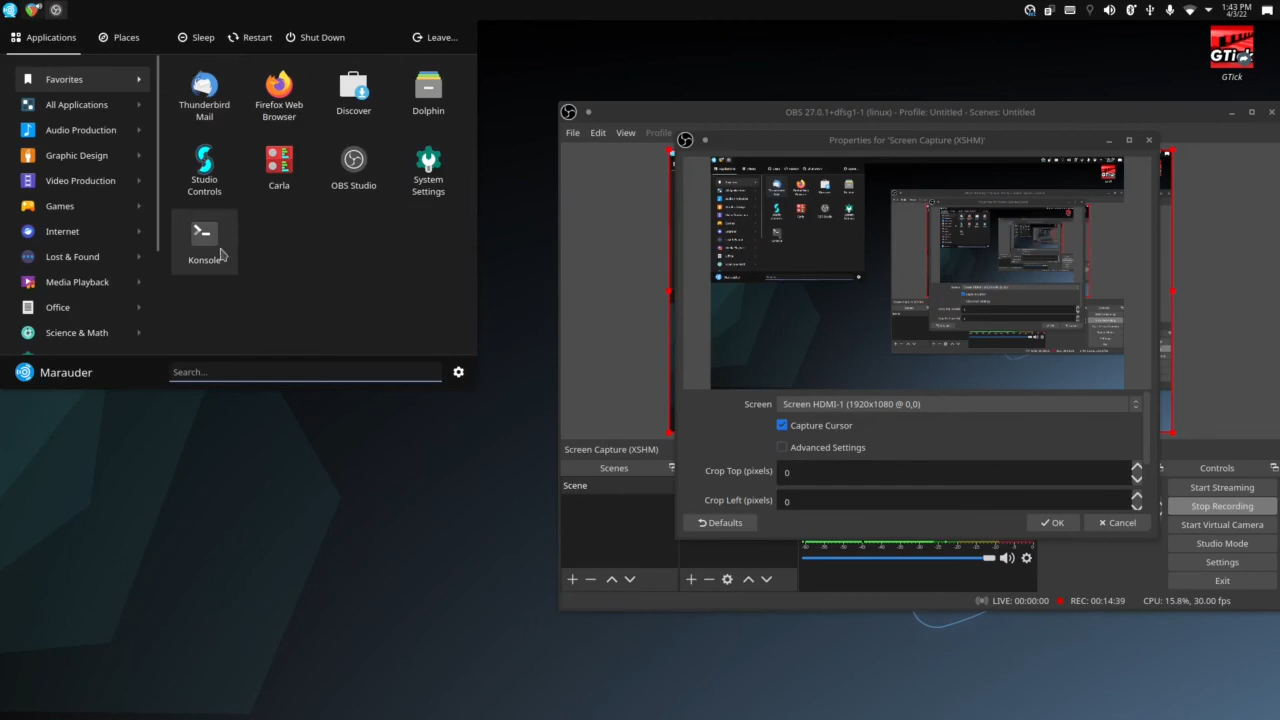 1:43 PM
4/3/22
Applications
Places
Sleep
Restart
Shut Down
Leave...
Favorites
All Applications
Audio Production
Graphic Design
Video Production
Games
Internet
Lost & Found
Media Playback
Office
Science & Math
Thunderbird
Mail
Firefox Web
Browser
Discover
Dolphin
Studio
Controls
Carla
OBS Studio
System
Settings
Konsole
Marauder
Search...
GTick
GTick
OBS 27.0.1+dfsg1-1 (linux) - Profile: Untitled - Scenes: Untitled
File
Edit
View
Profile
Properties for 'Screen Capture (XSHM)'
Screen
Screen HDMI-1 (1920x1080 @ 0,0)
Capture Cursor
Advanced Settings
Crop Top (pixels)
0
Crop Left (pixels)
0
Defaults
OK
Cancel
Screen Capture (XSHM)
Scenes
Scene
Controls
Start Streaming
Stop Recording
Start Virtual Camera
Studio Mode
Settings
Exit
LIVE: 00:00:00
REC: 00:14:39
CPU: 15.8%, 30.00 fps